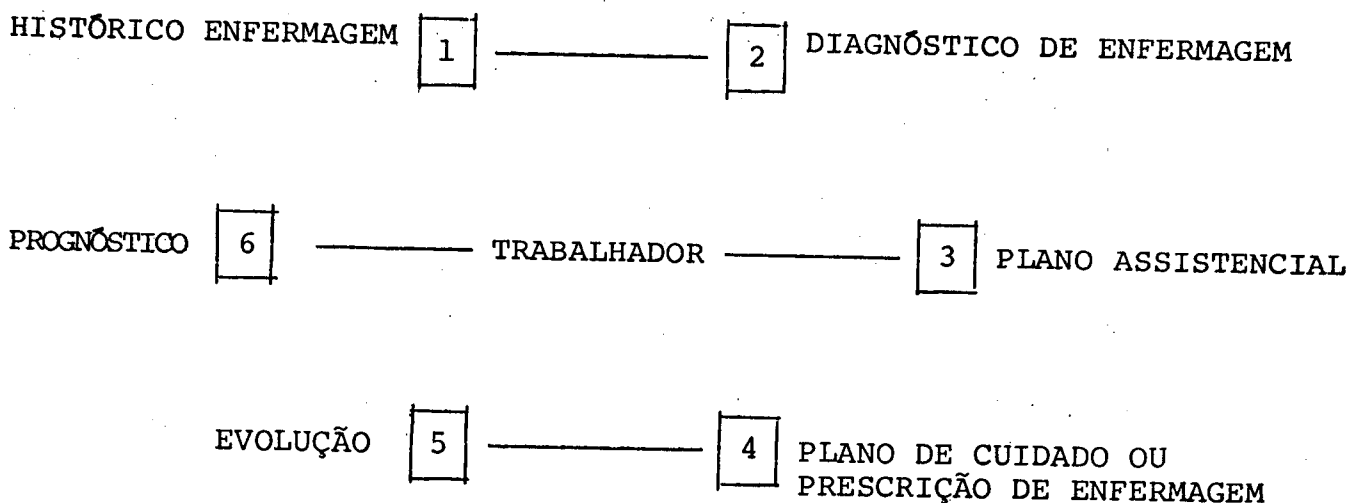 HISTÓRICO ENFERMAGEM 1 2 DIAGNÓSTICO DE ENFERMAGEM
PROGNÓSTICO 6 TRABALHADOR 3 PLANO ASSISTENCIAL
EVOLUÇÃO 5 4 PLANO DE CUIDADO OU
PRESCRIÇÃO DE ENFERMAGEM